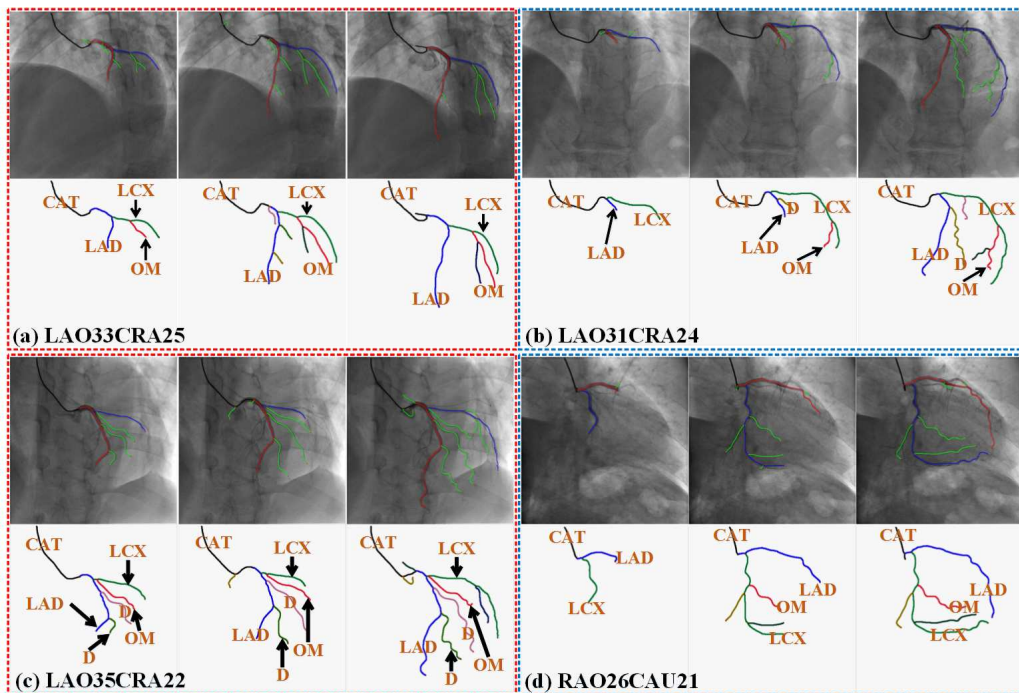 CAT
LCX
LAD
OM
CAT
LCX
LAD
OM
CAT
LCX
LAD
OM
(a) LAO33CRA25
CAT
LCX
LAD
CAT
D
LCX
LAD
OM
CAT
LCX
LAD
D
OM
(b) LAO31CRA24
CAT
LCX
LAD
D
OM
D
CAT
LCX
D
LAD
OM
D
CAT
LCX
D
LAD
OM
D
(c) LAO35CRA22
CAT
LAD
LCX
CAT
LAD
OM
LCX
CAT
LAD
OM
LCX
(d) RAO26CAU21